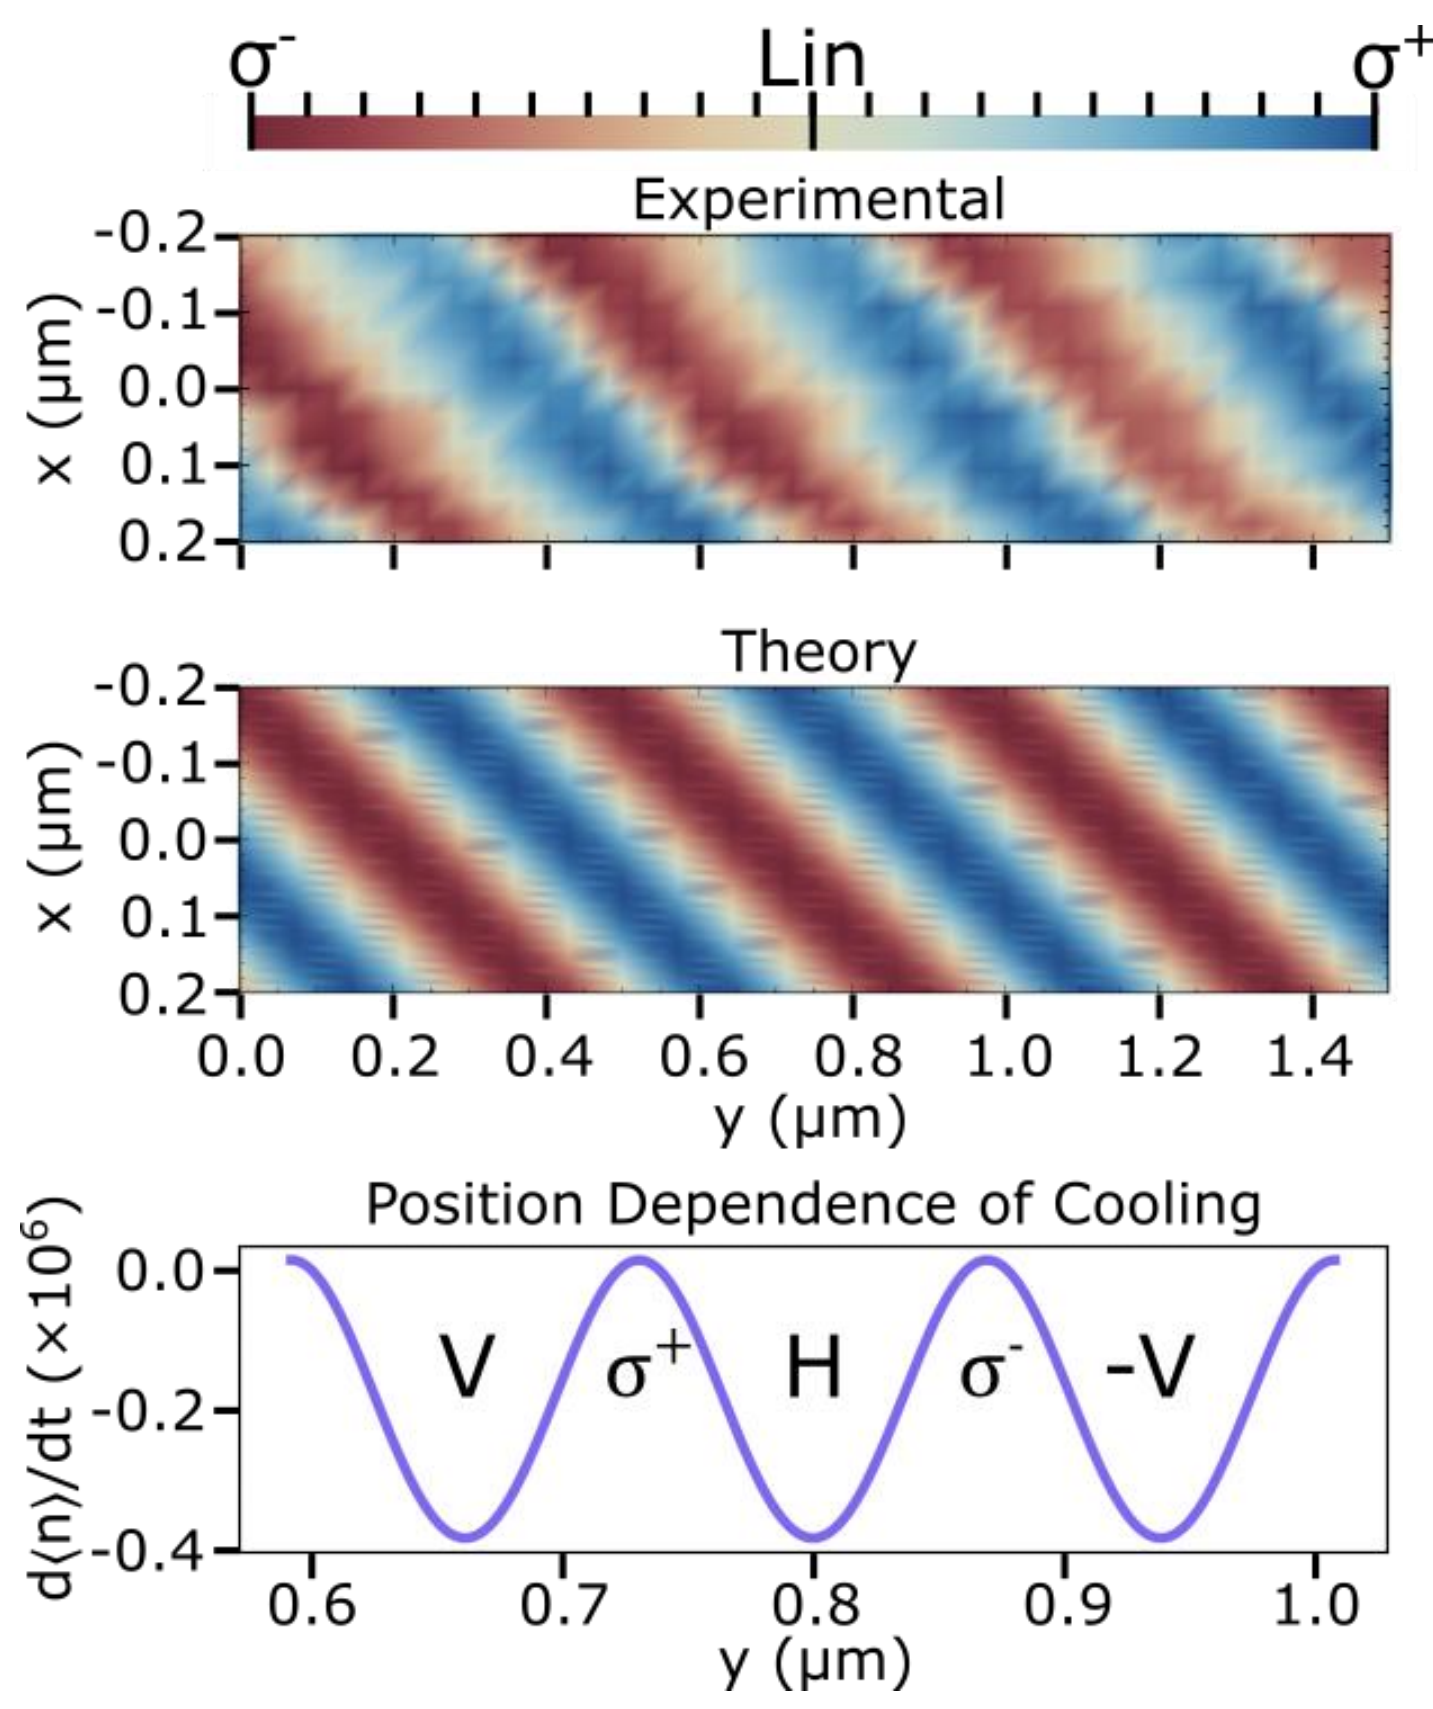 σ⁻ Lin σ⁺
Experimental
-0.2
-0.1
0.0
0.1
0.2
x (μm)
Theory
-0.2
-0.1
0.0
0.1
0.2
x (μm)
0.0 0.2 0.4 0.6 0.8 1.0 1.2 1.4
y (μm)
Position Dependence of Cooling
0.0
-0.2
-0.4
d⟨n⟩/dt (×10⁶)
V σ⁺ H σ⁻ -V
0.6 0.7 0.8 0.9 1.0
y (μm)